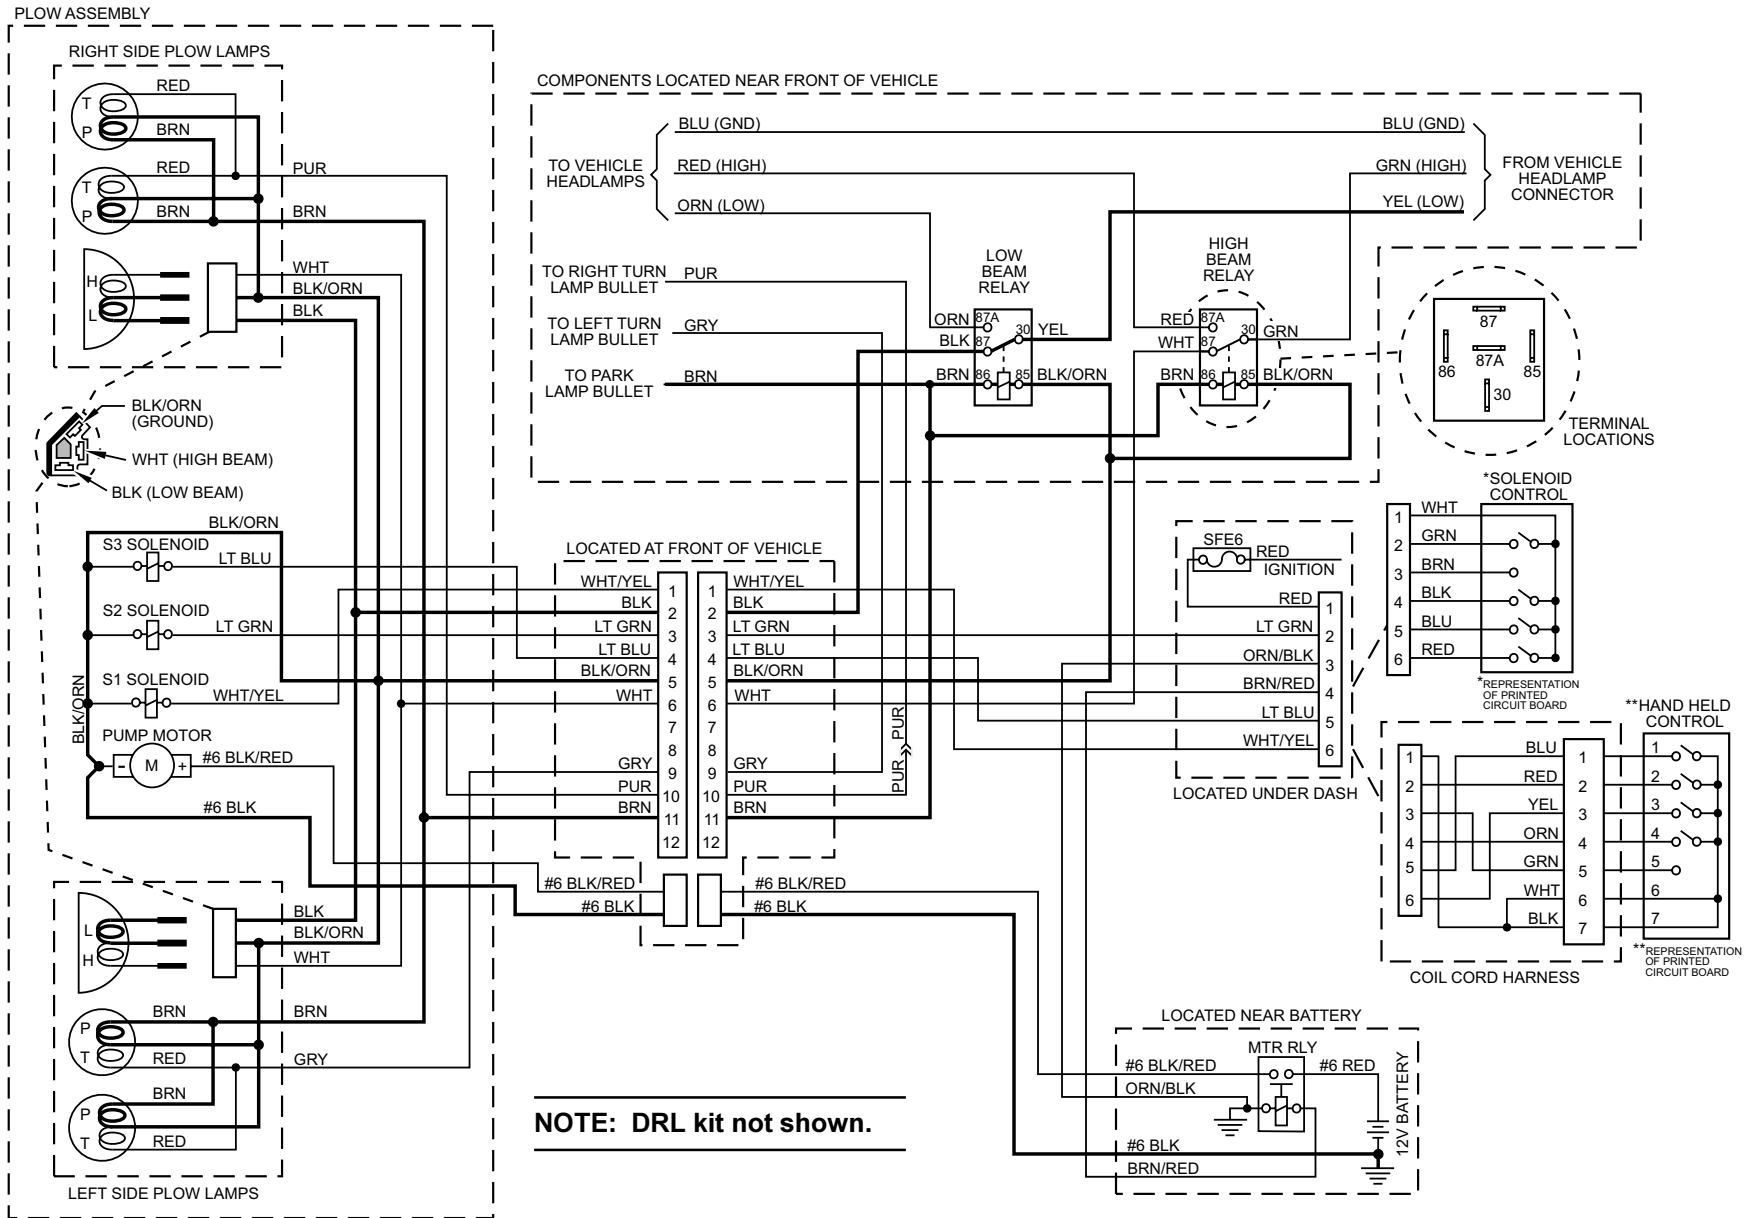 PLOW ASSEMBLY
RIGHT SIDE PLOW LAMPS
T
RED
P
BRN
T
RED
PUR
P
BRN
BRN
H
L
WHT
BLK/ORN
BLK
BLK/ORN
(GROUND)
WHT (HIGH BEAM)
BLK (LOW BEAM)
BLK/ORN
S3 SOLENOID
LT BLU
S2 SOLENOID
LT GRN
S1 SOLENOID
WHT/YEL
BLK/ORN
PUMP MOTOR
- M +
#6 BLK/RED
#6 BLK
L
H
BLK
BLK/ORN
WHT
P
BRN
BRN
T
RED
GRY
P
BRN
T
RED
LEFT SIDE PLOW LAMPS
COMPONENTS LOCATED NEAR FRONT OF VEHICLE
TO VEHICLE
HEADLAMPS
BLU (GND)
BLU (GND)
RED (HIGH)
GRN (HIGH)
ORN (LOW)
YEL (LOW)
FROM VEHICLE
HEADLAMP
CONNECTOR
TO RIGHT TURN
LAMP BULLET
PUR
TO LEFT TURN
LAMP BULLET
GRY
TO PARK
LAMP BULLET
BRN
LOW
BEAM
RELAY
ORN 87A
BLK 87
30 YEL
BRN 86
85 BLK/ORN
HIGH
BEAM
RELAY
RED 87A
WHT 87
30 GRN
BRN 86
85 BLK/ORN
87
87A
86
85
30
TERMINAL
LOCATIONS
LOCATED AT FRONT OF VEHICLE
WHT/YEL 1 1 WHT/YEL
BLK 2 2 BLK
LT GRN 3 3 LT GRN
LT BLU 4 4 LT BLU
BLK/ORN 5 5 BLK/ORN
WHT 6 6 WHT
7 7
8 8
GRY 9 9 GRY
PUR 10 10 PUR
BRN 11 11 BRN
12 12
PUR
PUR
#6 BLK/RED
#6 BLK/RED
#6 BLK
#6 BLK
SFE6
RED
IGNITION
RED 1
LT GRN 2
ORN/BLK 3
BRN/RED 4
LT BLU 5
WHT/YEL 6
LOCATED UNDER DASH
*SOLENOID
CONTROL
1 WHT
2 GRN
3 BRN
4 BLK
5 BLU
6 RED
*REPRESENTATION
OF PRINTED
CIRCUIT BOARD
**HAND HELD
CONTROL
1 BLU 1 1
2 RED 2 2
3 YEL 3 3
4 ORN 4 4
5 GRN 5 5
6 WHT 6 6
BLK 7 7
**REPRESENTATION
OF PRINTED
CIRCUIT BOARD
COIL CORD HARNESS
LOCATED NEAR BATTERY
MTR RLY
#6 BLK/RED
#6 RED
ORN/BLK
12V BATTERY
#6 BLK
BRN/RED
NOTE: DRL kit not shown.